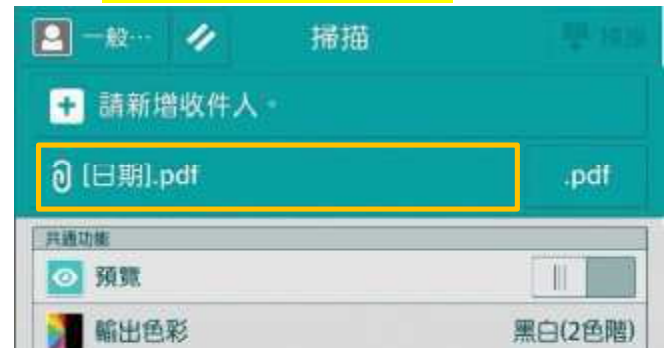 一般…
掃描
請新增收件人。
[日期].pdf
.pdf
共通功能
預覽
輸出色彩
黑白(2色階)